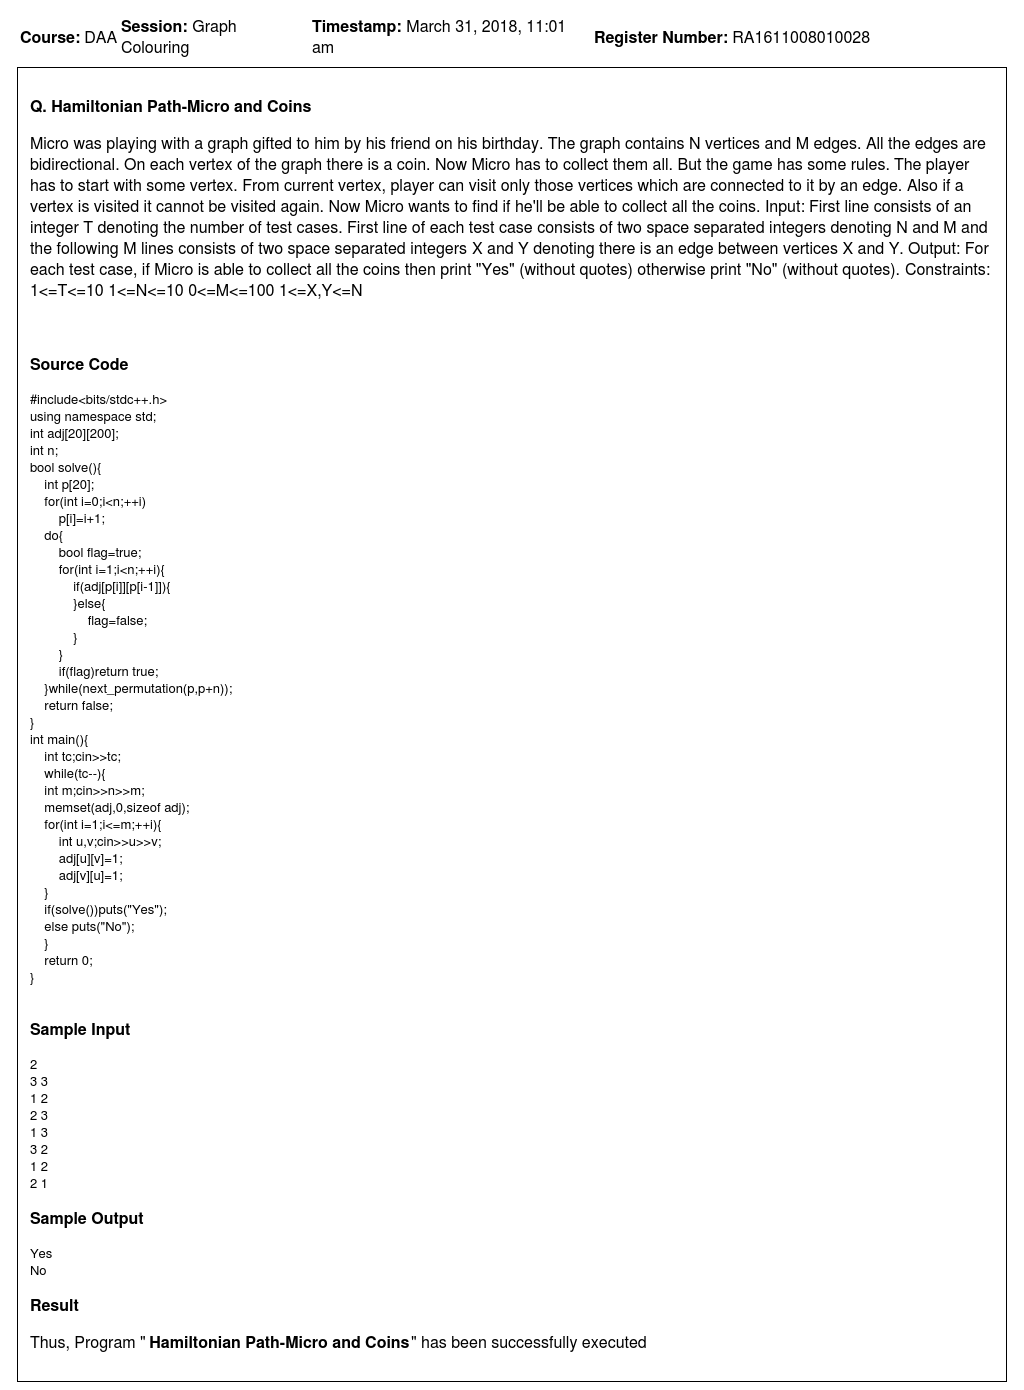 Course: DAA Session: Graph Colouring Timestamp: March 31, 2018, 11:01 am Register Number: RA1611008010028
Q. Hamiltonian Path-Micro and Coins
Micro was playing with a graph gifted to him by his friend on his birthday. The graph contains N vertices and M edges. All the edges are
bidirectional. On each vertex of the graph there is a coin. Now Micro has to collect them all. But the game has some rules. The player
has to start with some vertex. From current vertex, player can visit only those vertices which are connected to it by an edge. Also if a
vertex is visited it cannot be visited again. Now Micro wants to find if he'll be able to collect all the coins. Input: First line consists of an
integer T denoting the number of test cases. First line of each test case consists of two space separated integers denoting N and M and
the following M lines consists of two space separated integers X and Y denoting there is an edge between vertices X and Y. Output: For
each test case, if Micro is able to collect all the coins then print "Yes" (without quotes) otherwise print "No" (without quotes). Constraints:
1<=T<=10 1<=N<=10 0<=M<=100 1<=X,Y<=N
Source Code
#include<bits/stdc++.h>
using namespace std;
int adj[20][200];
int n;
bool solve(){
    int p[20];
    for(int i=0;i<n;++i)
        p[i]=i+1;
    do{
        bool flag=true;
        for(int i=1;i<n;++i){
            if(adj[p[i]][p[i-1]]){
            }else{
                flag=false;
            }
        }
        if(flag)return true;
    }while(next_permutation(p,p+n));
    return false;
}
int main(){
    int tc;cin>>tc;
    while(tc--){
    int m;cin>>n>>m;
    memset(adj,0,sizeof adj);
    for(int i=1;i<=m;++i){
        int u,v;cin>>u>>v;
        adj[u][v]=1;
        adj[v][u]=1;
    }
    if(solve())puts("Yes");
    else puts("No");
    }
    return 0;
}
Sample Input
2
3 3
1 2
2 3
1 3
3 2
1 2
2 1
Sample Output
Yes
No
Result
Thus, Program " Hamiltonian Path-Micro and Coins" has been successfully executed